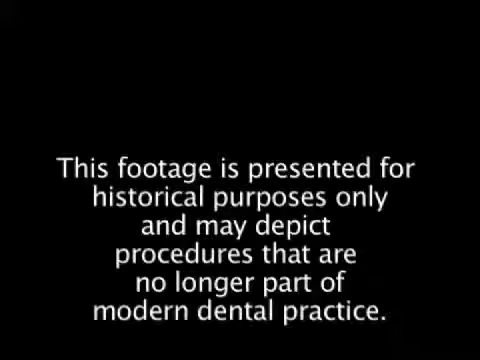 This footage is presented for
historical purposes only
and may depict
procedures that are
no longer part of
modern dental practice.